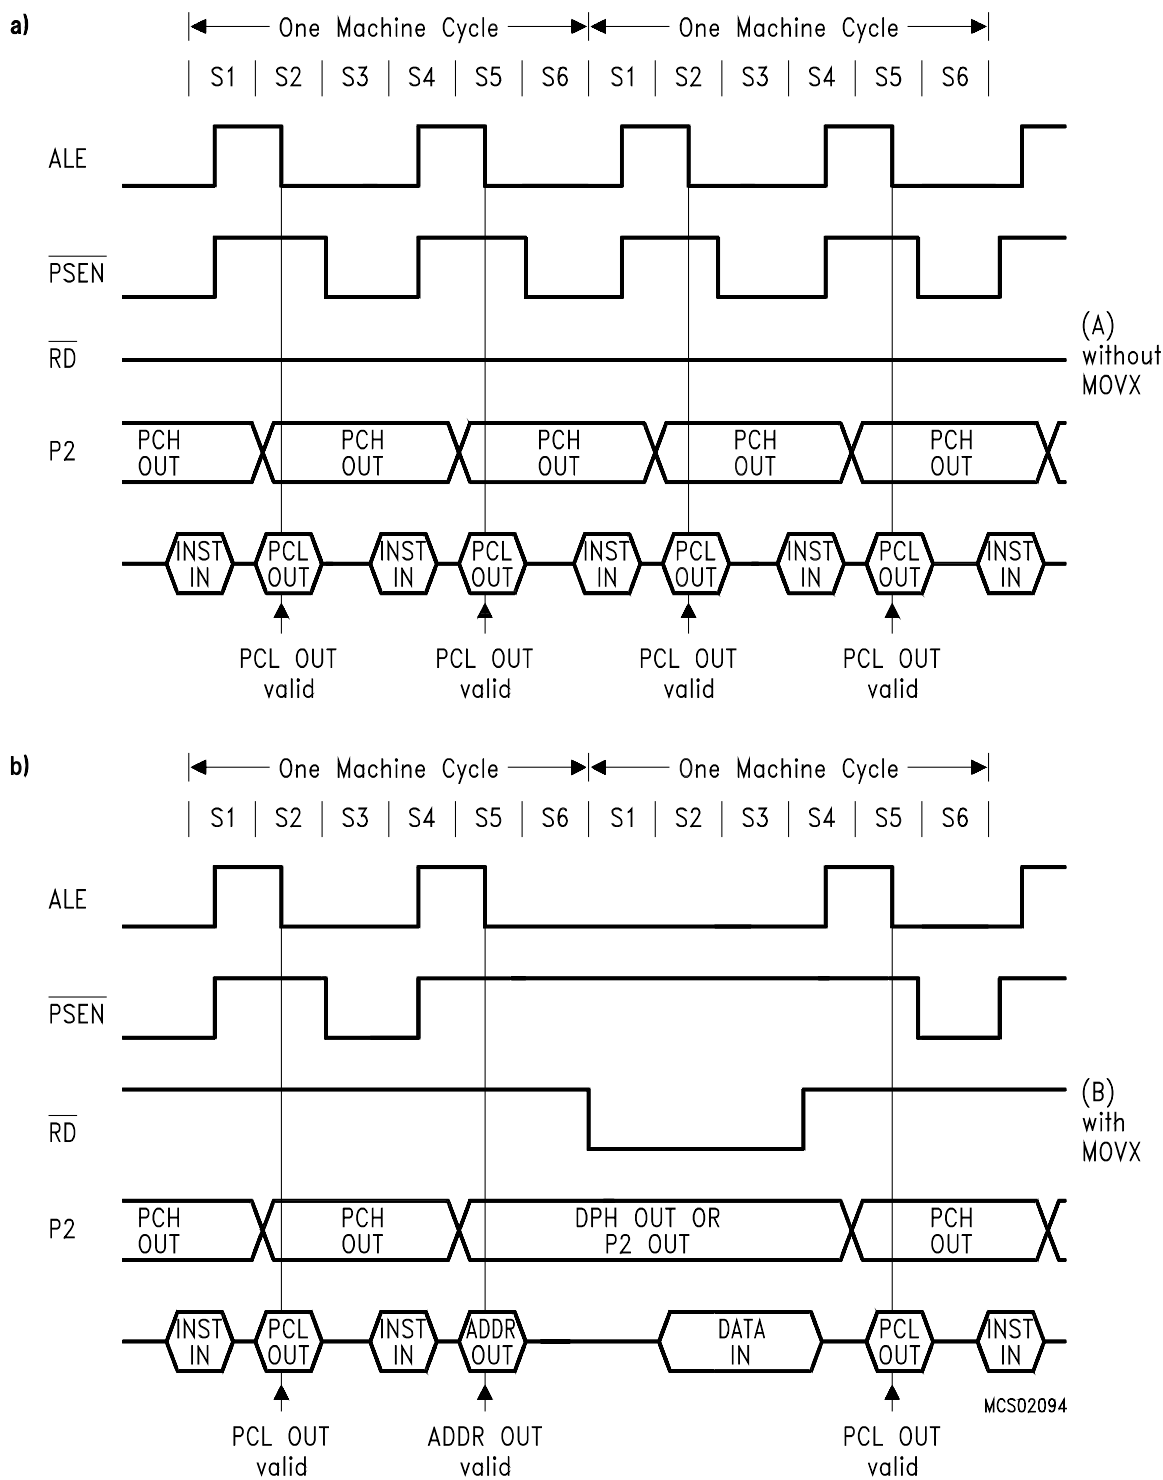 a)
One Machine Cycle One Machine Cycle
S1 S2 S3 S4 S5 S6 S1 S2 S3 S4 S5 S6
ALE
PSEN
(A)
RD
without
MOVX
P2
PCH PCH PCH PCH PCH
OUT OUT OUT OUT OUT
INST PCL INST PCL INST PCL INST PCL INST
IN OUT IN OUT IN OUT IN OUT IN
PCL OUT PCL OUT PCL OUT PCL OUT
valid valid valid valid
b)
One Machine Cycle One Machine Cycle
S1 S2 S3 S4 S5 S6 S1 S2 S3 S4 S5 S6
ALE
PSEN
(B)
RD
with
MOVX
P2
PCH PCH DPH OUT OR PCH
OUT OUT P2 OUT OUT
INST PCL INST ADDR DATA PCL INST
IN OUT IN OUT IN OUT IN
MCS02094
PCL OUT ADDR OUT PCL OUT
valid valid valid